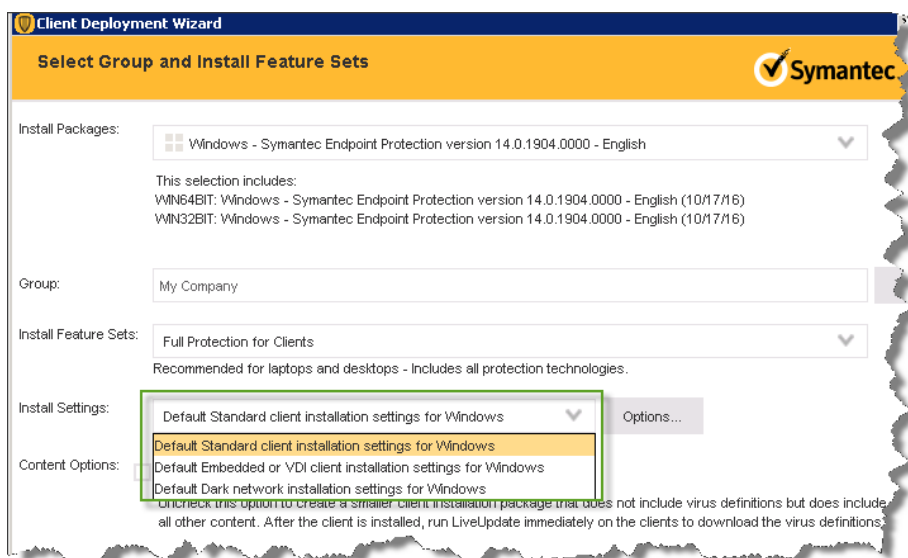 Client Deployment Wizard
Select Group and Install Feature Sets
Symantec
Install Packages:
Windows - Symantec Endpoint Protection version 14.0.1904.0000 - English
This selection includes:
WIN64BIT: Windows - Symantec Endpoint Protection version 14.0.1904.0000 - English (10/17/16)
WIN32BIT: Windows - Symantec Endpoint Protection version 14.0.1904.0000 - English (10/17/16)
Group:
My Company
Install Feature Sets:
Full Protection for Clients
Recommended for laptops and desktops - Includes all protection technologies.
Install Settings:
Default Standard client installation settings for Windows
Options...
Default Standard client installation settings for Windows
Default Embedded or VDI client installation settings for Windows
Content Options:
Default Dark network installation settings for Windows
Uncheck this option to create a smaller client installation package that does not include virus definitions but does include
all other content. After the client is installed, run LiveUpdate immediately on the clients to download the virus definitions